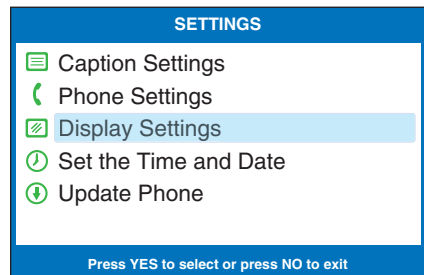 SETTINGS
Caption Settings
Phone Settings
Display Settings
Set the Time and Date
Update Phone
Press YES to select or press NO to exit